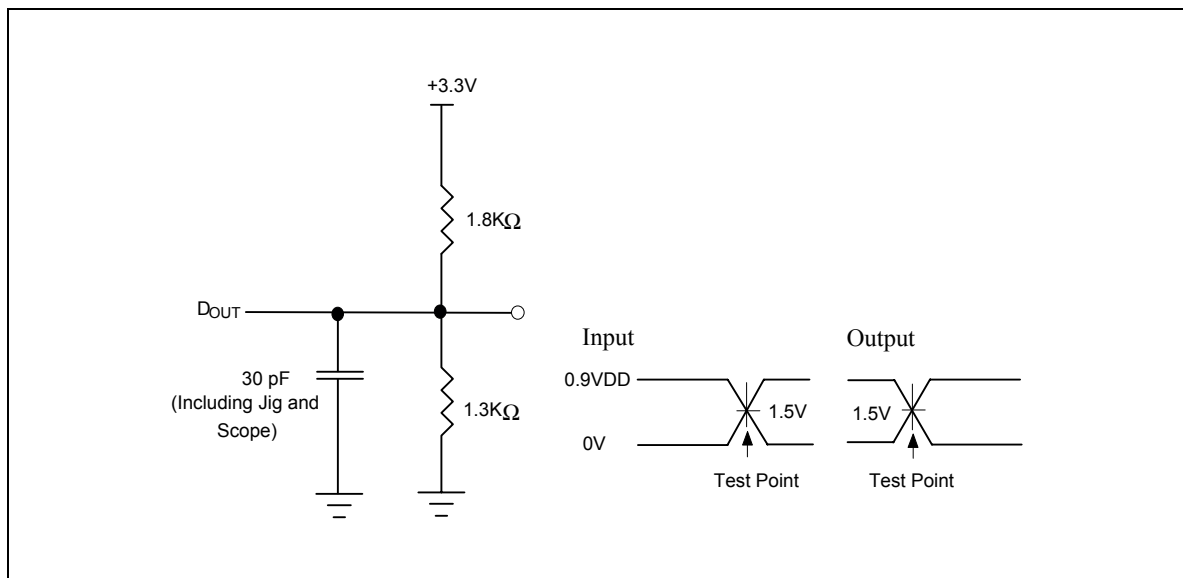 +3.3V
1.8KΩ
DOUT
30 pF
(Including Jig and
Scope)
1.3KΩ
Input
Output
0.9VDD
1.5V
1.5V
0V
Test Point
Test Point